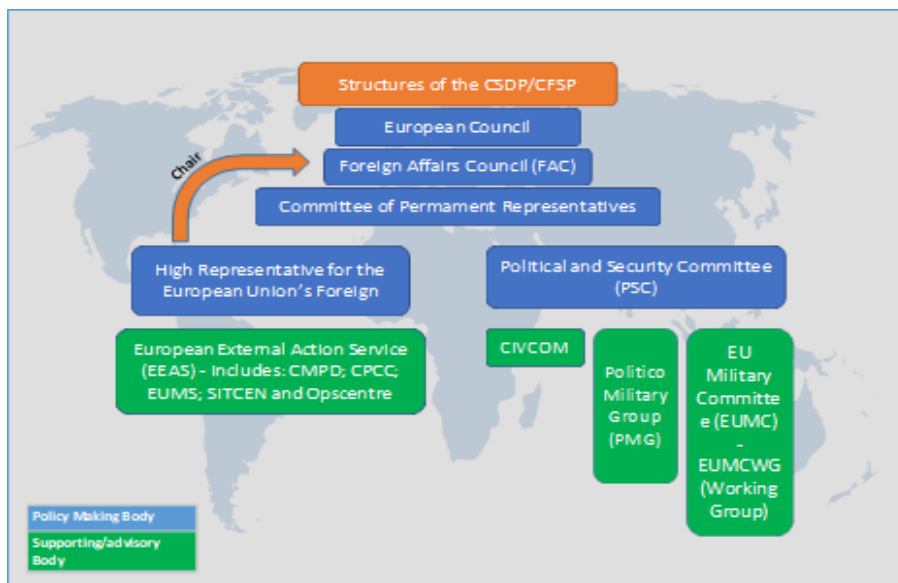 Structures of the CSDP/CFSP
European Council
Chair
Foreign Affairs Council (FAC)
Committee of Permament Representatives
High Representative for the
European Union's Foreign
Political and Security Committee
(PSC)
European External Action Service
(EEAS) - Includes: CMPD; CPCC;
EUMS; SITCEN and Opscentre
CIVCOM
Politico
Military
Group
(PMG)
EU
Military
Committe
e (EUMC)
-
EUMCWG
(Working
Group)
Policy Making Body
Supporting/advisory
Body